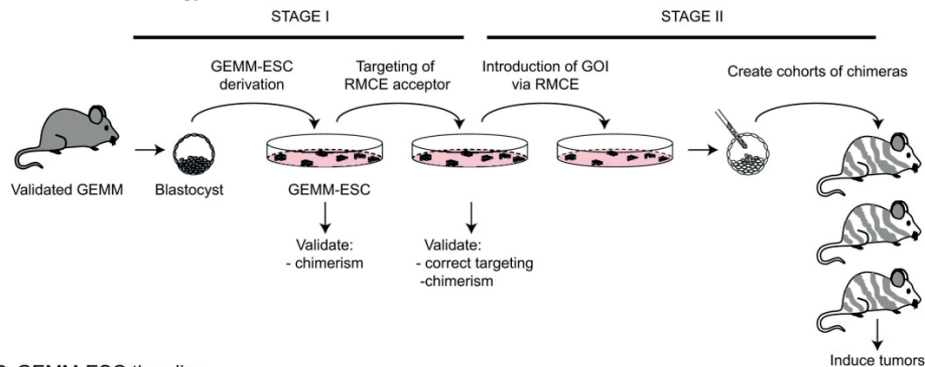 STAGE I
STAGE II
GEMM-ESC
derivation
Targeting of
RMCE acceptor
Introduction of GOI
via RMCE
Create cohorts of chimeras
Validated GEMM
Blastocyst
GEMM-ESC
Validate:
- chimerism
Validate:
- correct targeting
-chimerism
Induce tumors